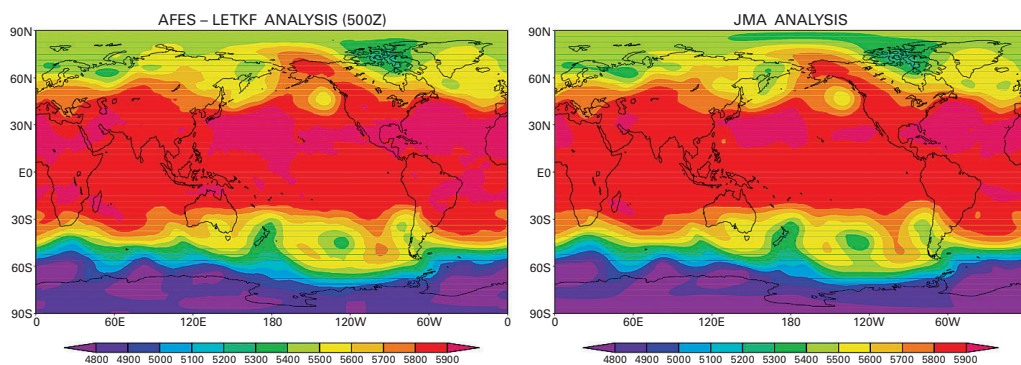 AFES – LETKF ANALYSIS (500Z)
90N
60N
30N
E0
30S
60S
90S
0 60E 120E 180 120W 60W 0
4800 4900 5000 5100 5200 5300 5400 5500 5600 5700 5800 5900
JMA ANALYSIS
90N
60N
30N
E0
30S
60S
90S
0 60E 120E 180 120W 60W
4800 4900 5000 5100 5200 5300 5400 5500 5600 5700 5800 5900